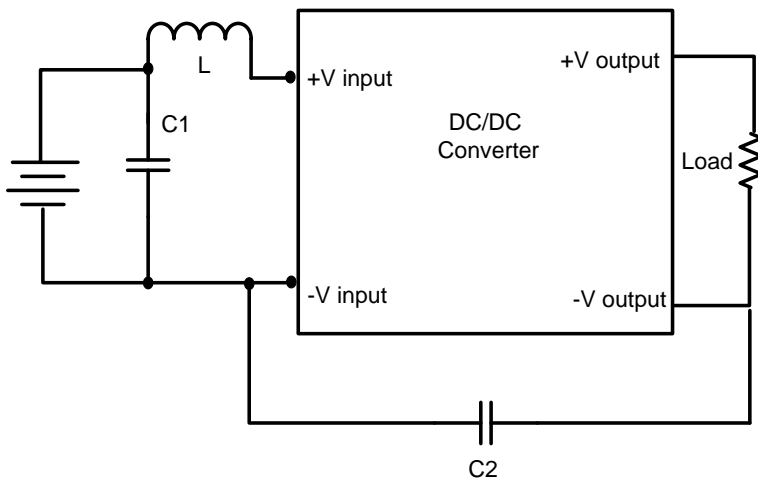 L
+V input
+V output
C1
DC/DC
Converter
Load
-V input
-V output
C2